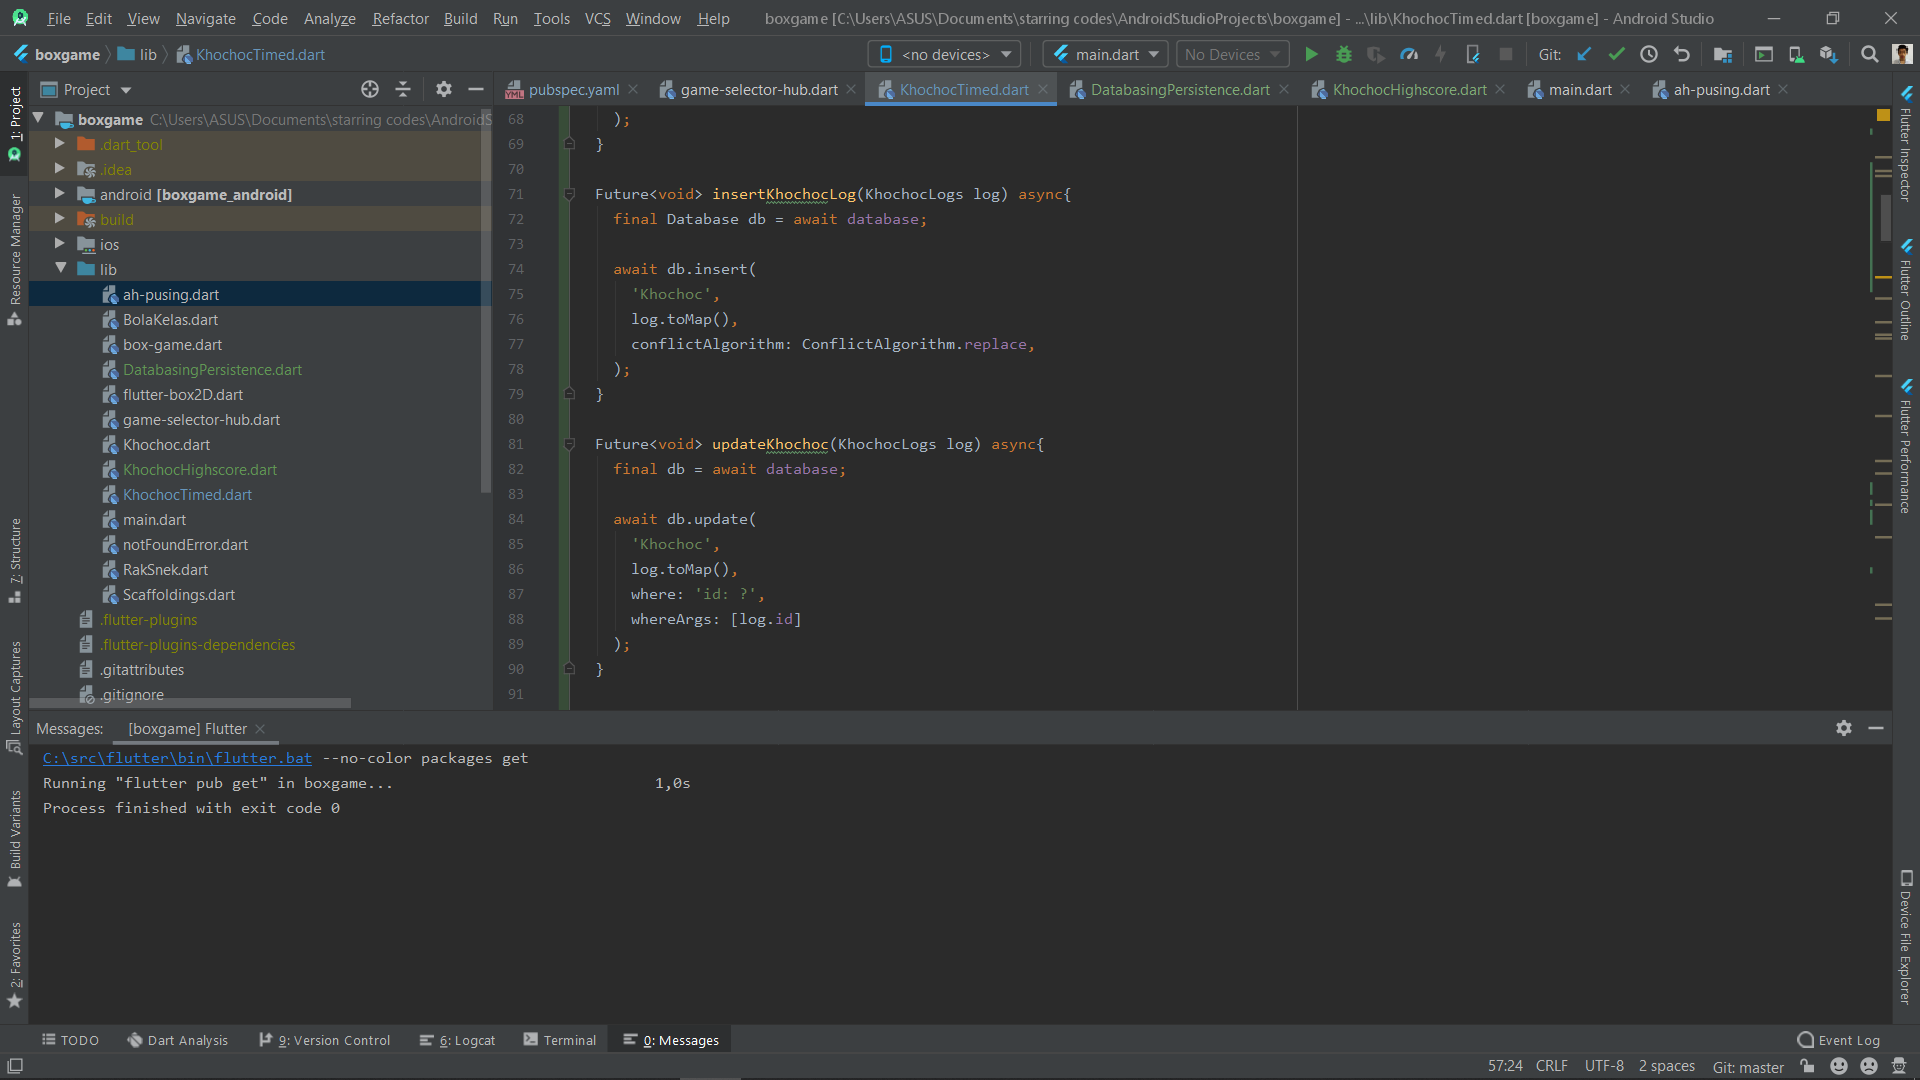 File Edit View Navigate Code Analyze Refactor Build Run Tools VCS Window Help boxgame [C:\Users\ASUS\Documents\starring codes\AndroidStudioProjects\boxgame] - ...\lib\KhochocTimed.dart [boxgame] - Android Studio
boxgame lib KhochocTimed.dart <no devices> main.dart No Devices Git:
Project pubspec.yaml game-selector-hub.dart KhochocTimed.dart DatabasingPersistence.dart KhochocHighscore.dart main.dart ah-pusing.dart
boxgame C:\Users\ASUS\Documents\starring codes\AndroidS
.dart_tool
.idea
android [boxgame_android]
build
ios
lib
ah-pusing.dart
BolaKelas.dart
box-game.dart
DatabasingPersistence.dart
flutter-box2D.dart
game-selector-hub.dart
Khochoc.dart
KhochocHighscore.dart
KhochocTimed.dart
main.dart
notFoundError.dart
RakSnek.dart
Scaffoldings.dart
.flutter-plugins
.flutter-plugins-dependencies
.gitattributes
.gitignore
68 );
69 }
70
71 Future<void> insertKhochocLog(KhochocLogs log) async{
72 final Database db = await database;
73
74 await db.insert(
75 'Khochoc',
76 log.toMap(),
77 conflictAlgorithm: ConflictAlgorithm.replace,
78 );
79 }
80
81 Future<void> updateKhochoc(KhochocLogs log) async{
82 final db = await database;
83
84 await db.update(
85 'Khochoc',
86 log.toMap(),
87 where: 'id: ?',
88 whereArgs: [log.id]
89 );
90 }
91
1: Project
Resource Manager
7: Structure
Layout Captures
Build Variants
2: Favorites
Flutter Inspector
Flutter Outline
Flutter Performance
Device File Explorer
Messages: [boxgame] Flutter
C:\src\flutter\bin\flutter.bat --no-color packages get
Running "flutter pub get" in boxgame... 1,0s
Process finished with exit code 0
TODO Dart Analysis 9: Version Control 6: Logcat Terminal 0: Messages Event Log
57:24 CRLF UTF-8 2 spaces Git: master